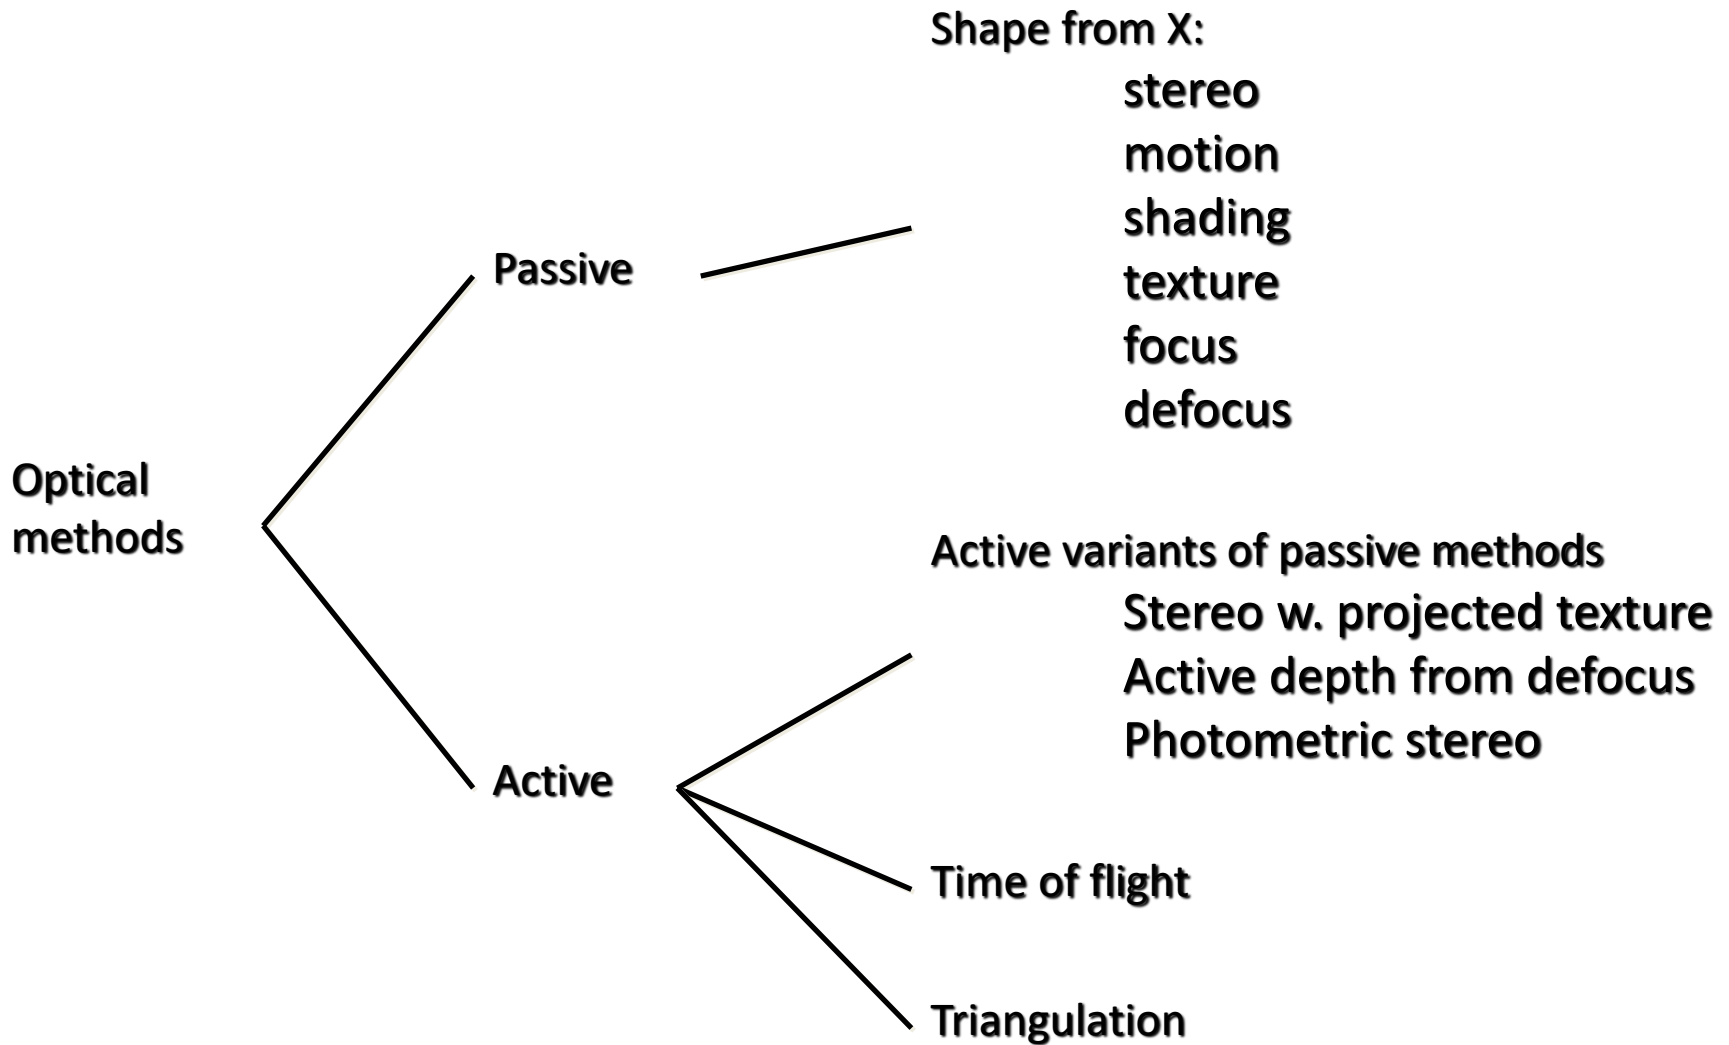 Shape from X:
stereo
motion
shading
texture
focus
defocus
Passive
Optical
methods
Active variants of passive methods
Stereo w. projected texture
Active depth from defocus
Photometric stereo
Active
Time of flight
Triangulation